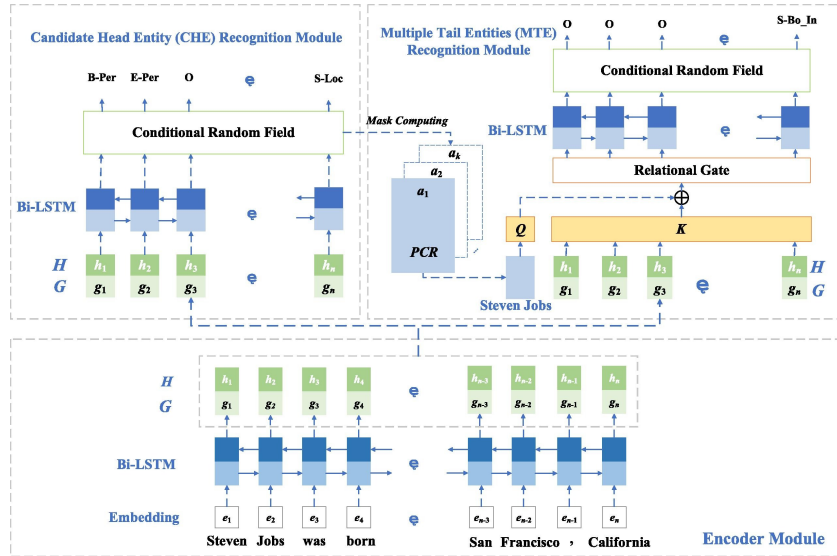 Candidate Head Entity (CHE) Recognition Module
B-Per E-Per O ҿ S-Loc
Conditional Random Field
Bi-LSTM ҿ
H h1 h2 h3 hn
G g1 g2 g3 ҿ gn
Mask Computing
Multiple Tail Entities (MTE)
Recognition Module
O O O ҿ S-Bo_In
Conditional Random Field
Bi-LSTM ҿ
Relational Gate
ak
a2
a1
PCR
Q K
h1 h2 h3 hn H
g1 g2 g3 ҿ gn G
Steven Jobs
H h1 h2 h3 h4 ҿ hn-3 hn-2 hn-1 hn
G g1 g2 g3 g4 gn-3 gn-2 gn-1 gn
Bi-LSTM ҿ
Embedding e1 e2 e3 e4 ҿ en-3 en-2 en-1 en
Steven Jobs was born San Francisco , California
Encoder Module